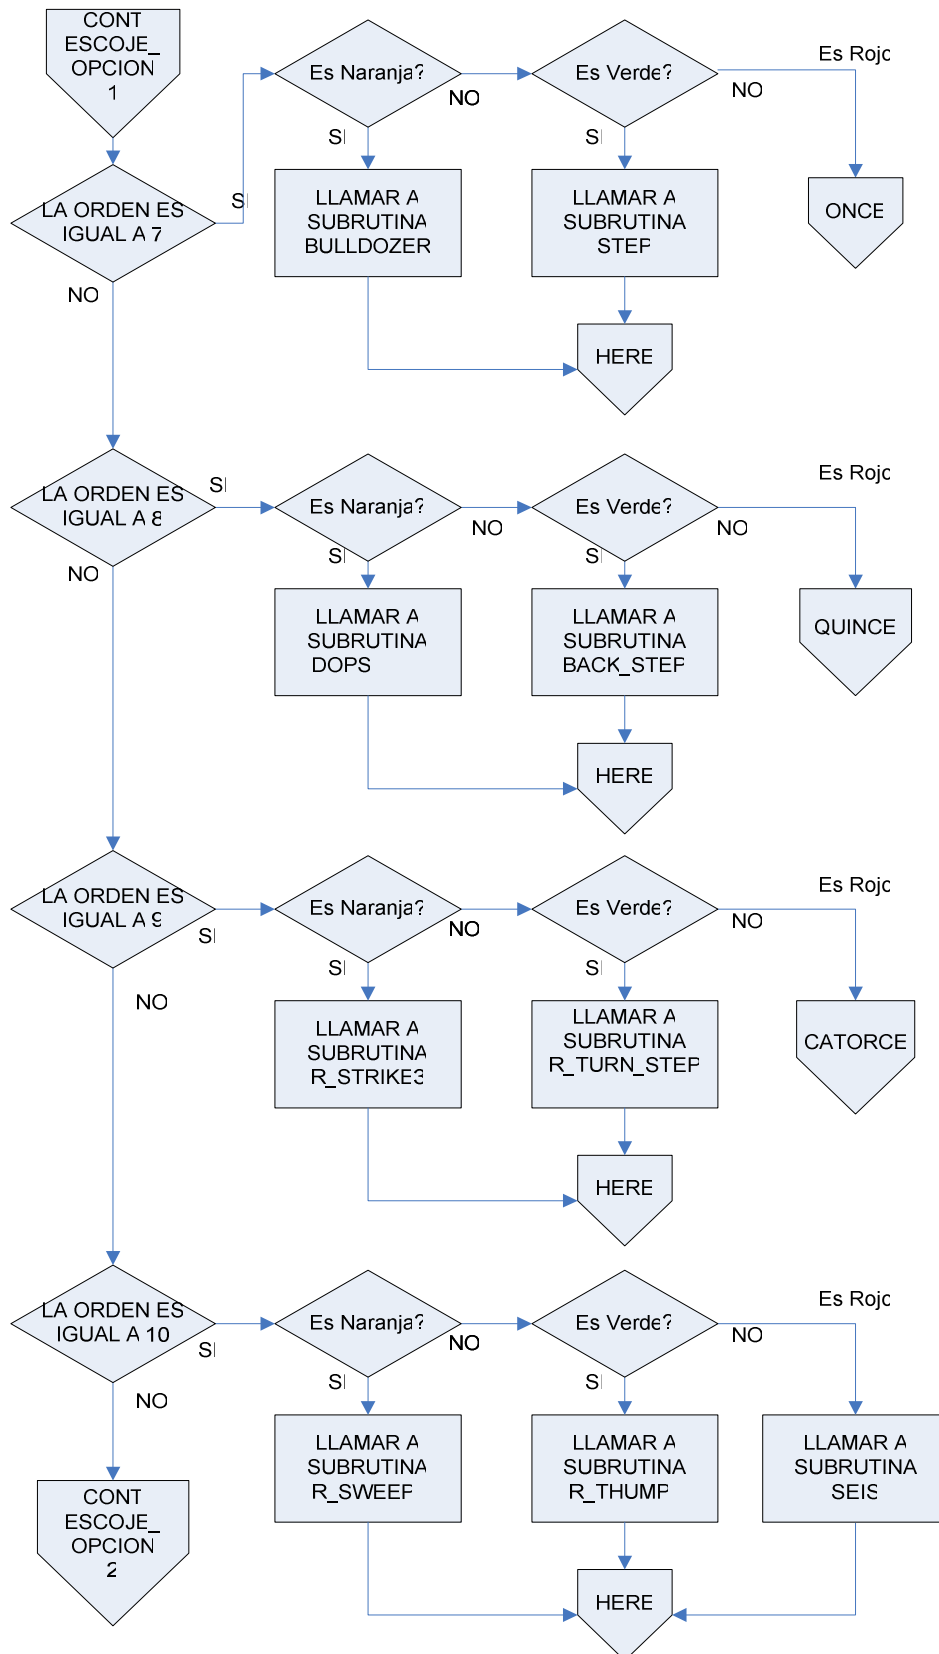 CONT
ESCOJE_
OPCION
1
Es Naranja?
Es Verde?
Es Rojo
NO
NO
SI
SI
SI
LA ORDEN ES
IGUAL A 7
LLAMAR A
SUBRUTINA
BULLDOZER
LLAMAR A
SUBRUTINA
STEP
ONCE
NO
HERE
LA ORDEN ES
IGUAL A 8
SI
Es Naranja?
NO
Es Verde?
NO
Es Rojo
NO
SI
SI
LLAMAR A
SUBRUTINA
DOPS
LLAMAR A
SUBRUTINA
BACK_STEP
QUINCE
HERE
LA ORDEN ES
IGUAL A 9
SI
Es Naranja?
NO
Es Verde?
NO
Es Rojo
SI
SI
NO
LLAMAR A
SUBRUTINA
R_STRIKE3
LLAMAR A
SUBRUTINA
R_TURN_STEP
CATORCE
HERE
LA ORDEN ES
IGUAL A 10
SI
Es Naranja?
NO
Es Verde?
NO
Es Rojo
NO
SI
SI
LLAMAR A
SUBRUTINA
R_SWEEP
LLAMAR A
SUBRUTINA
R_THUMP
LLAMAR A
SUBRUTINA
SEIS
CONT
ESCOJE_
OPCION
2
HERE